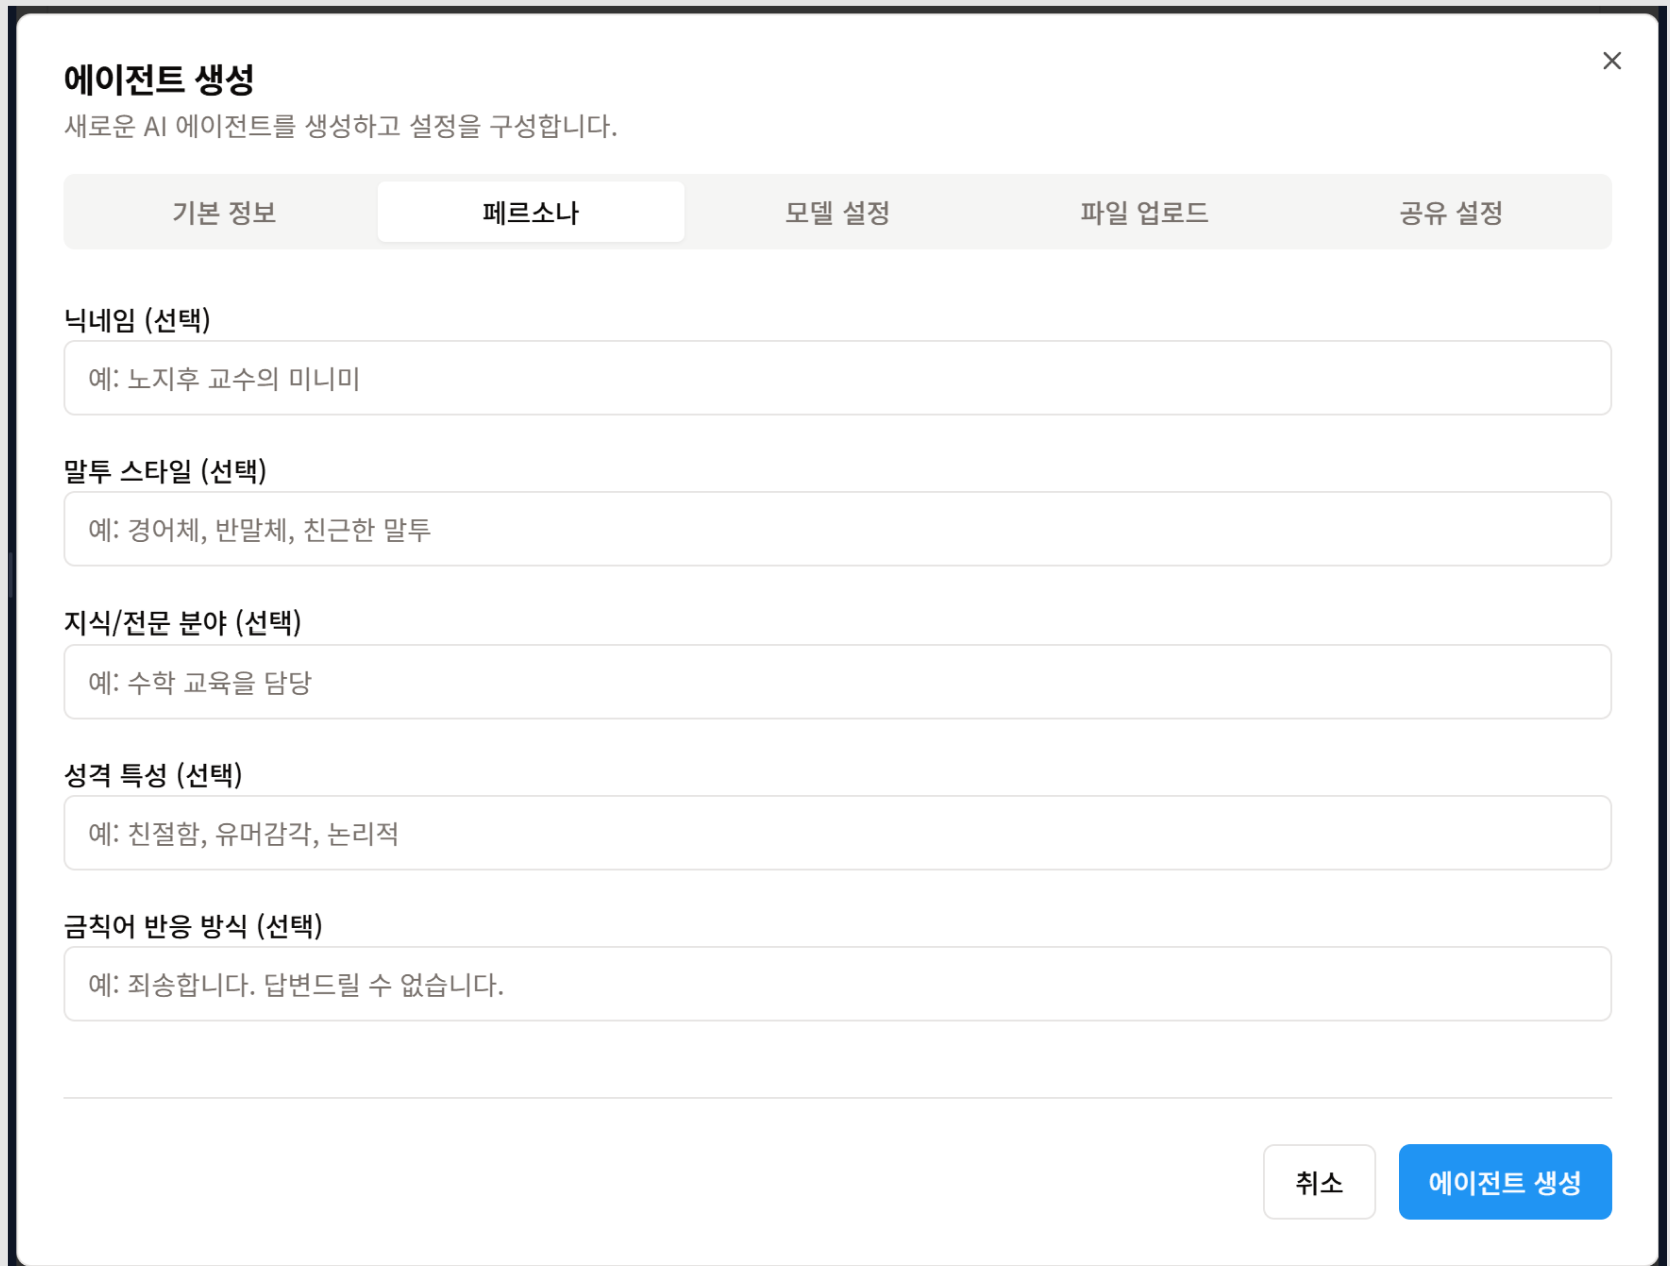 에이전트 생성
새로운 AI 에이전트를 생성하고 설정을 구성합니다.
기본 정보
페르소나
모델 설정
파일 업로드
공유 설정
닉네임 (선택)
예: 노지후 교수의 미니미
말투 스타일 (선택)
예: 경어체, 반말체, 친근한 말투
지식/전문 분야 (선택)
예: 수학 교육을 담당
성격 특성 (선택)
예: 친절함, 유머감각, 논리적
금칙어 반응 방식 (선택)
예: 죄송합니다. 답변드릴 수 없습니다.
취소
에이전트 생성